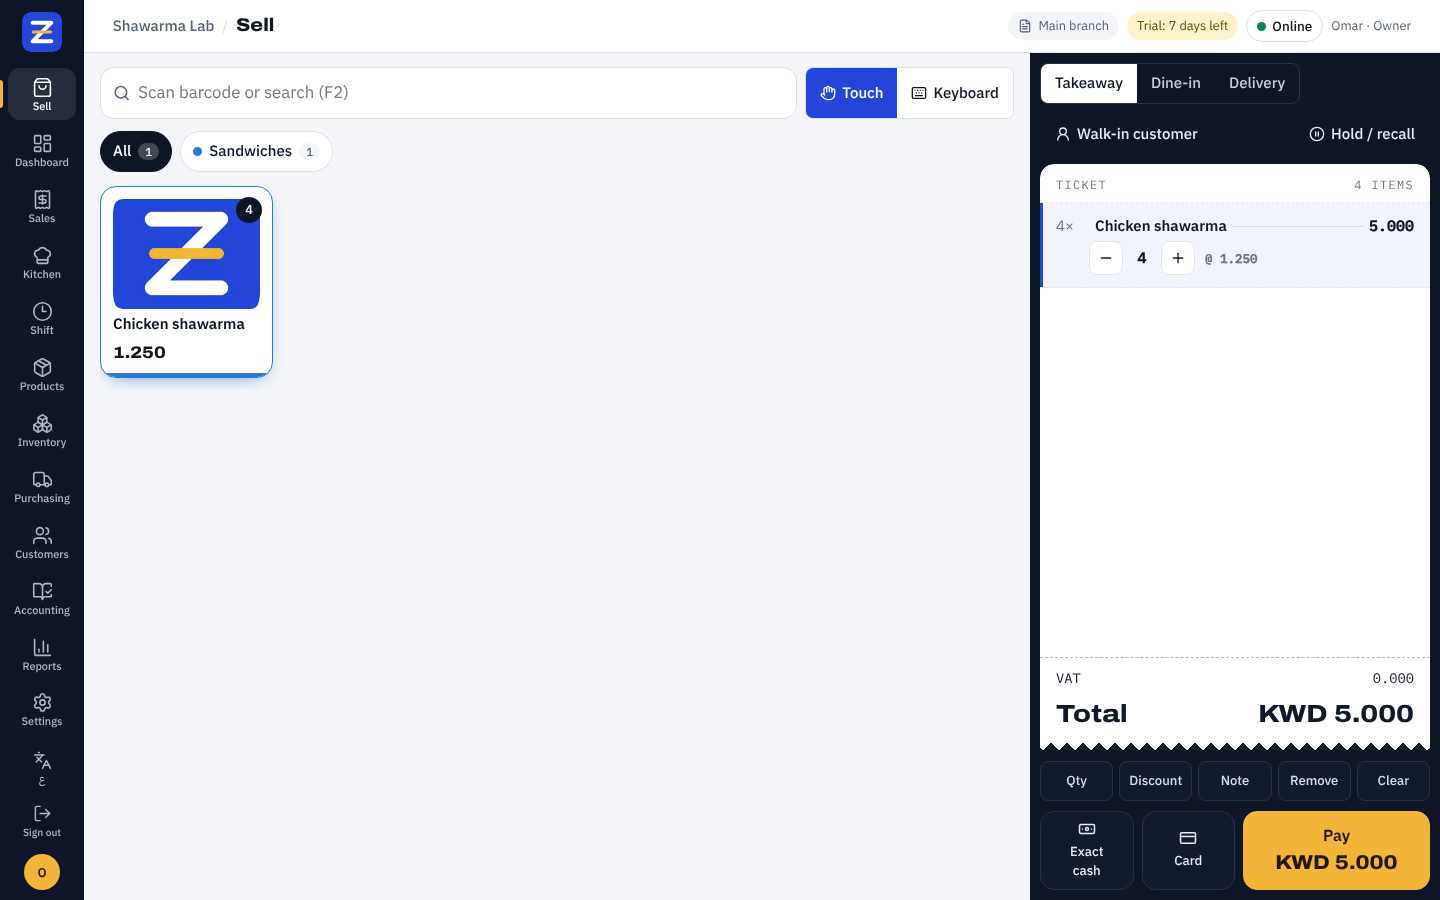 Sell
Dashboard
Sales
Kitchen
Shift
Products
Inventory
Purchasing
Customers
Accounting
Reports
Settings
ع
Sign out
O
Shawarma Lab / Sell
Main branch
Trial: 7 days left
Online
Omar · Owner
Scan barcode or search (F2)
Touch
Keyboard
All 1
Sandwiches 1
4
Chicken shawarma
1.250
Takeaway
Dine-in
Delivery
Walk-in customer
Hold / recall
TICKET 4 ITEMS
4× Chicken shawarma 5.000
− 4 + @ 1.250
VAT 0.000
Total KWD 5.000
Qty
Discount
Note
Remove
Clear
Exact
cash
Card
Pay
KWD 5.000